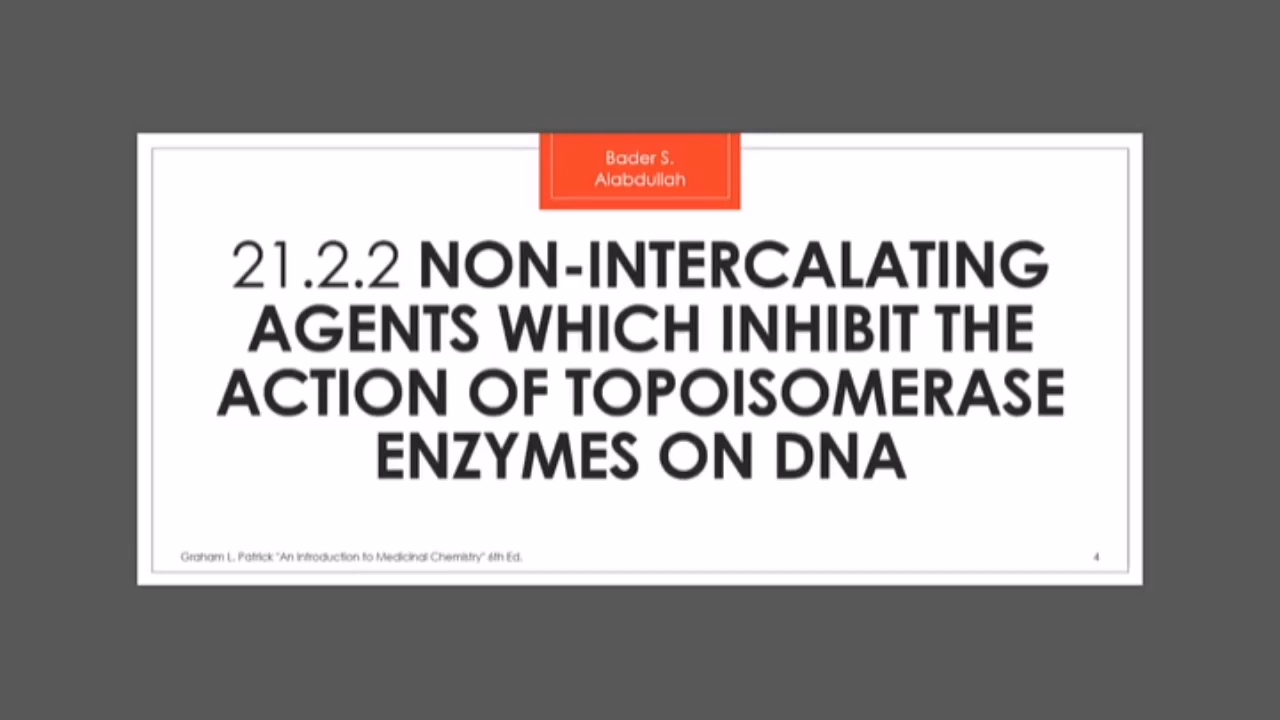 Bader S.
Alabdullah
21.2.2 NON-INTERCALATING
AGENTS WHICH INHIBIT THE
ACTION OF TOPOISOMERASE
ENZYMES ON DNA
Graham L. Patrick "An Introduction to Medicinal Chemistry" 6th Ed.
4